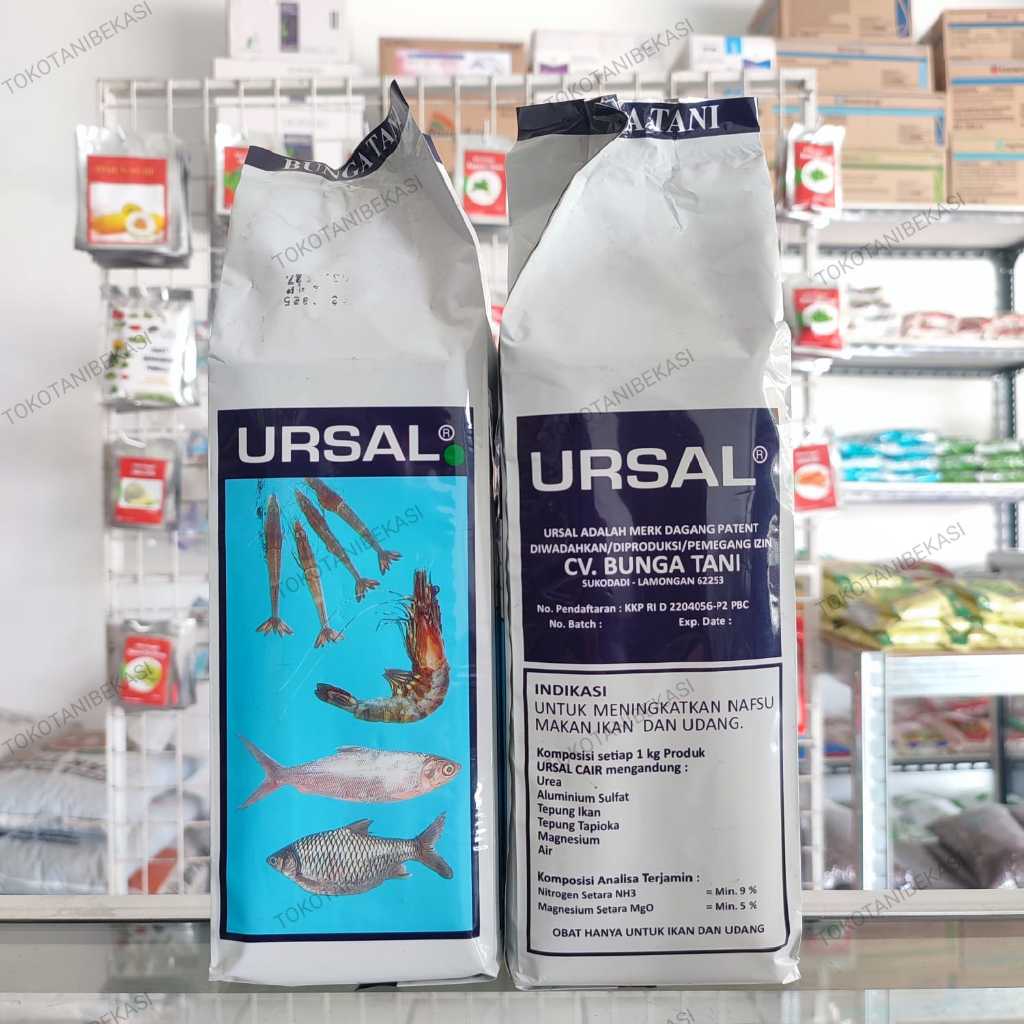 BUNGA TANI
URSAL®
A TANI
URSAL®
URSAL ADALAH MERK DAGANG PATENT
DIWADAHKAN/DIPRODUKSI/PEMEGANG IZIN
CV. BUNGA TANI
SUKODADI - LAMONGAN 62253
No. Pendaftaran : KKP RI D 2204056-P2 PBC
No. Batch : Exp. Date :
INDIKASI
UNTUK MENINGKATKAN NAFSU
MAKAN IKAN DAN UDANG.
Komposisi setiap 1 kg Produk
URSAL CAIR mengandung :
Urea
Aluminium Sulfat
Tepung Ikan
Tepung Tapioka
Magnesium
Air
Komposisi Analisa Terjamin :
Nitrogen Setara NH3 = Min. 9 %
Magnesium Setara MgO = Min. 5 %
OBAT HANYA UNTUK IKAN DAN UDANG
TOKOTANIBEKASI